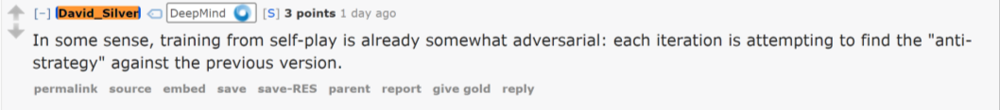 [-] David_Silver DeepMind [S] 3 points 1 day ago
In some sense, training from self-play is already somewhat adversarial: each iteration is attempting to find the "anti-
strategy" against the previous version.
permalink source embed save save-RES parent report give gold reply